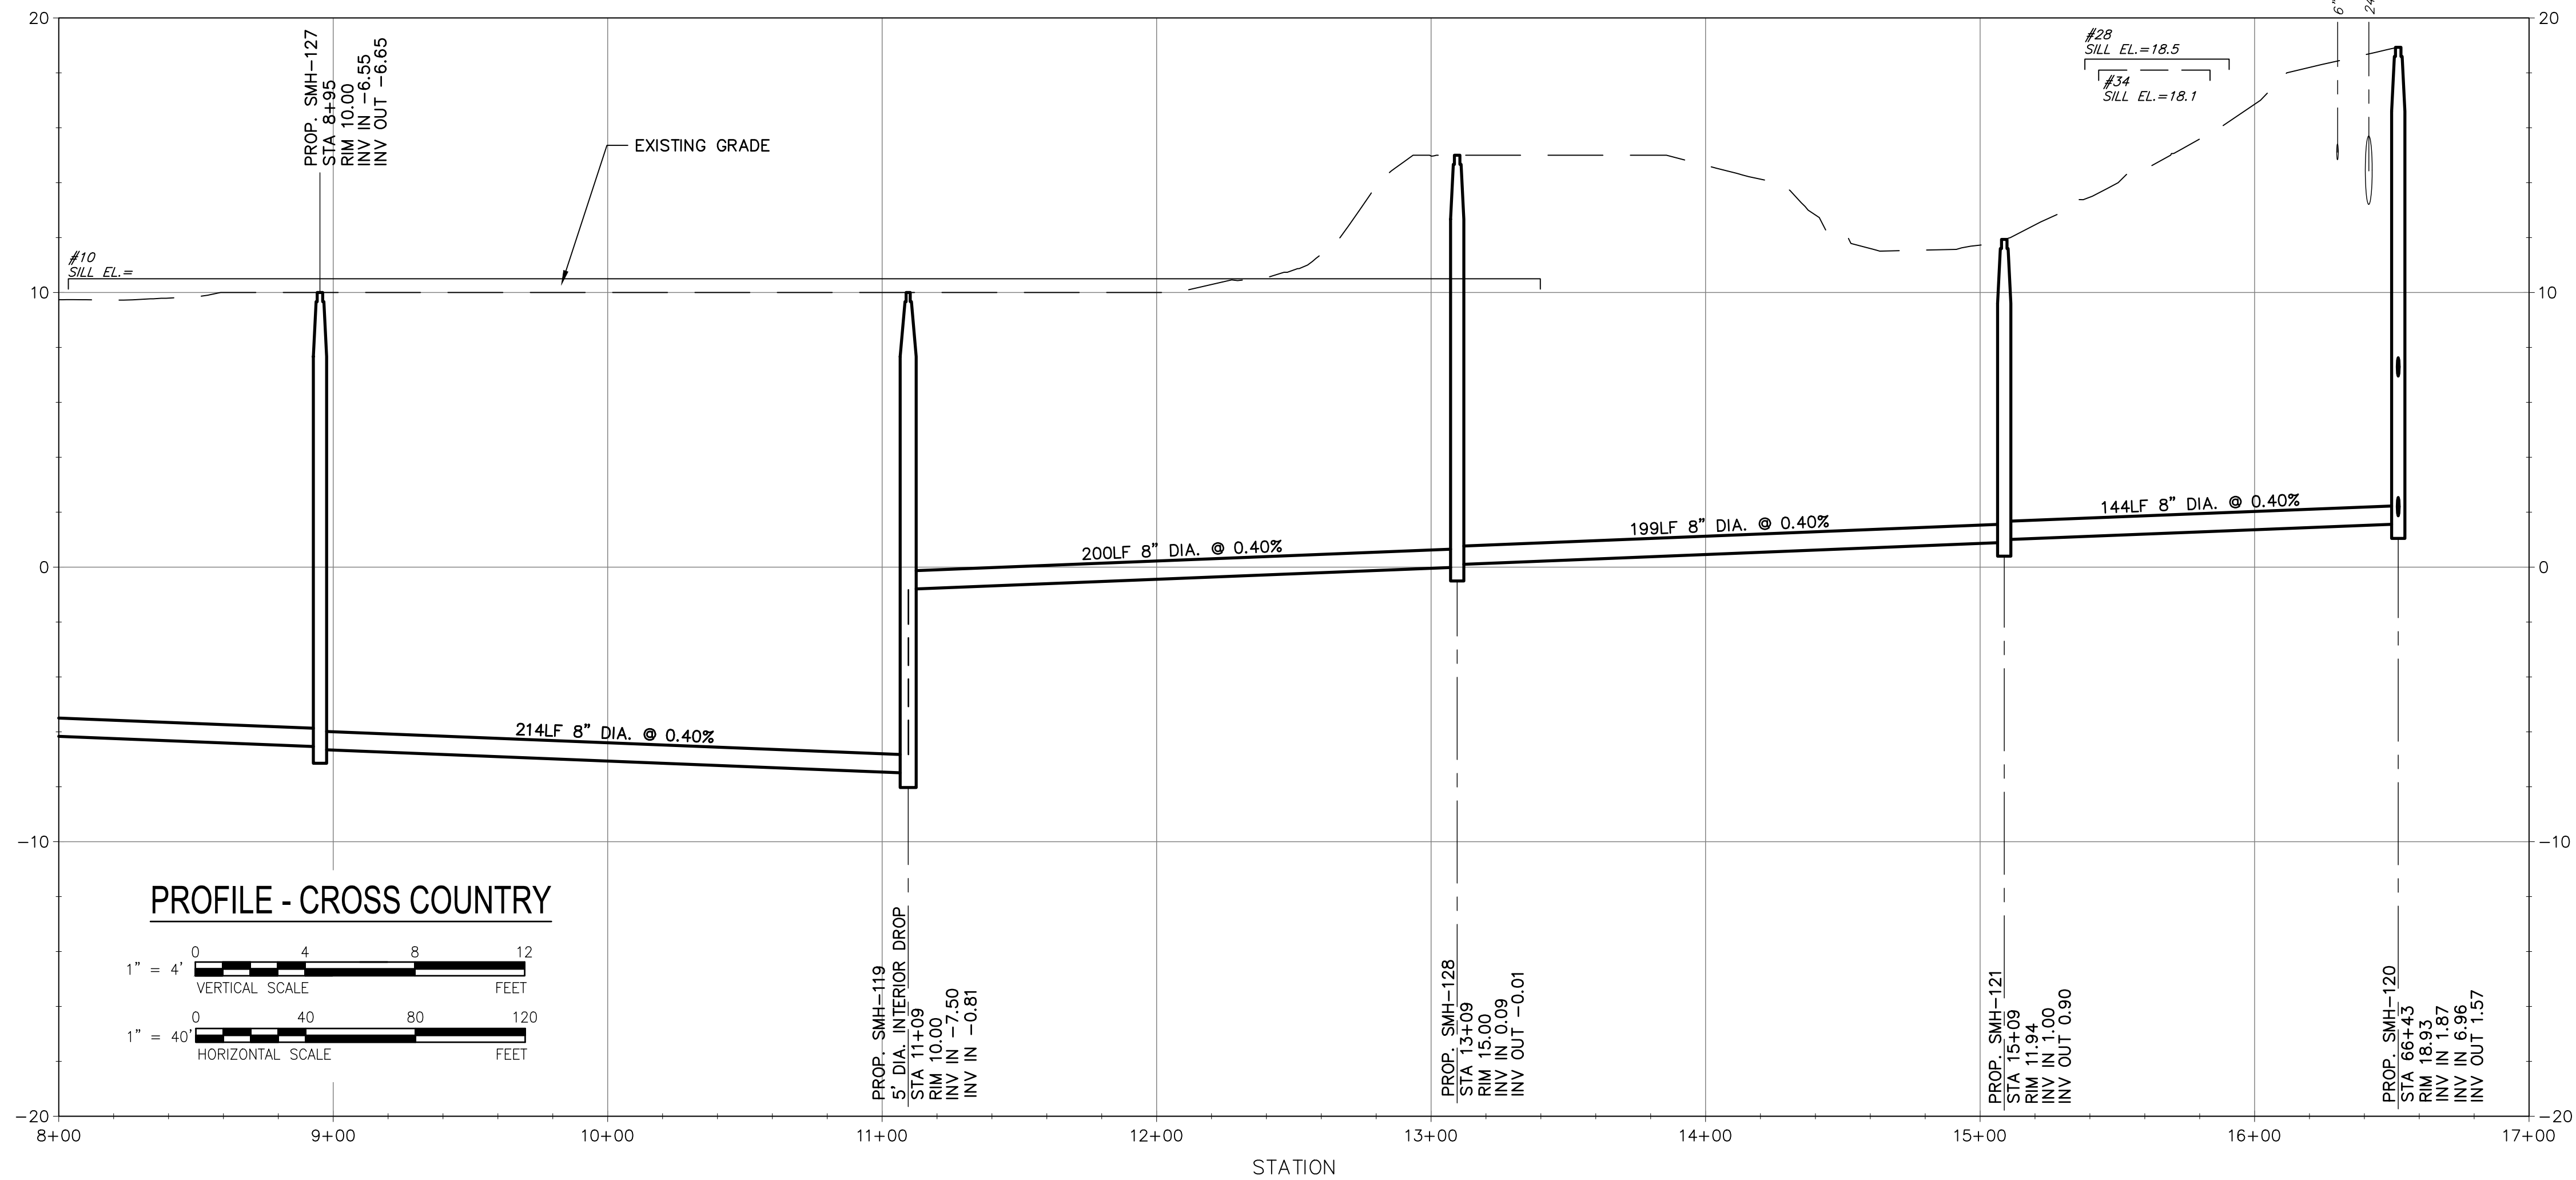 6"
24
20
20
#28
SILL EL.=18.5
#34
SILL EL.=18.1
PROP. SMH-127
STA 8+95
RIM 10.00
INV IN -6.55
INV OUT -6.65
EXISTING GRADE
#10
SILL EL.=
10
10
144LF 8" DIA. @ 0.40%
199LF 8" DIA. @ 0.40%
200LF 8" DIA. @ 0.40%
0
0
214LF 8" DIA. @ 0.40%
-10
-10
PROFILE - CROSS COUNTRY
0 4 8 12
1" = 4'
VERTICAL SCALE FEET
0 40 80 120
1" = 40'
HORIZONTAL SCALE FEET
PROP. SMH-119
5' DIA. INTERIOR DROP
STA 11+09
RIM 10.00
INV IN -7.50
INV IN -0.81
PROP. SMH-128
STA 13+09
RIM 15.00
INV IN 0.09
INV OUT -0.01
PROP. SMH-121
STA 15+09
RIM 11.94
INV IN 1.00
INV OUT 0.90
PROP. SMH-120
STA 66+43
RIM 18.93
INV IN 1.87
INV IN 6.96
INV OUT 1.57
-20
-20
8+00 9+00 10+00 11+00 12+00 13+00 14+00 15+00 16+00 17+00
STATION